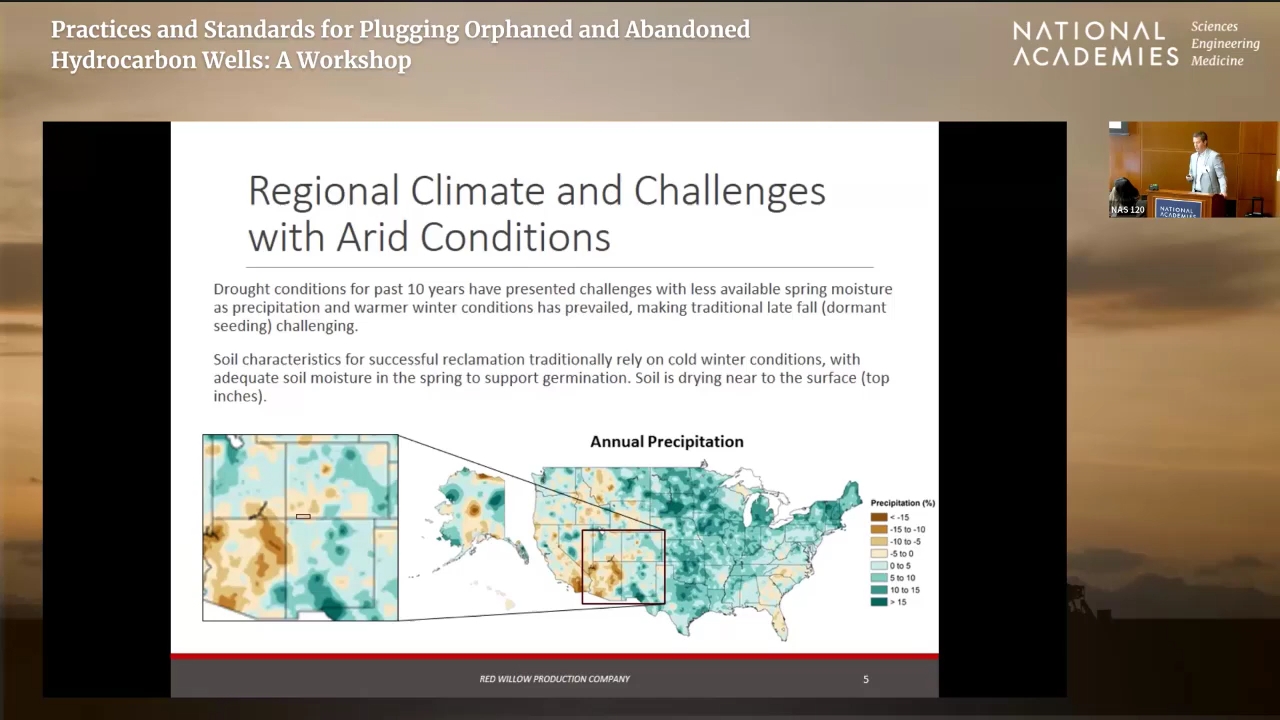 Practices and Standards for Plugging Orphaned and Abandoned
Hydrocarbon Wells: A Workshop
NATIONAL
ACADEMIES
Sciences
Engineering
Medicine
Regional Climate and Challenges
with Arid Conditions
Drought conditions for past 10 years have presented challenges with less available spring moisture
as precipitation and warmer winter conditions has prevailed, making traditional late fall (dormant
seeding) challenging.
Soil characteristics for successful reclamation traditionally rely on cold winter conditions, with
adequate soil moisture in the spring to support germination. Soil is drying near to the surface (top
inches).
Annual Precipitation
Precipitation (%)
< -15
-15 to -10
-10 to -5
-5 to 0
0 to 5
5 to 10
10 to 15
> 15
RED WILLOW PRODUCTION COMPANY
5
NAS 120
NATIONAL
ACADEMIES